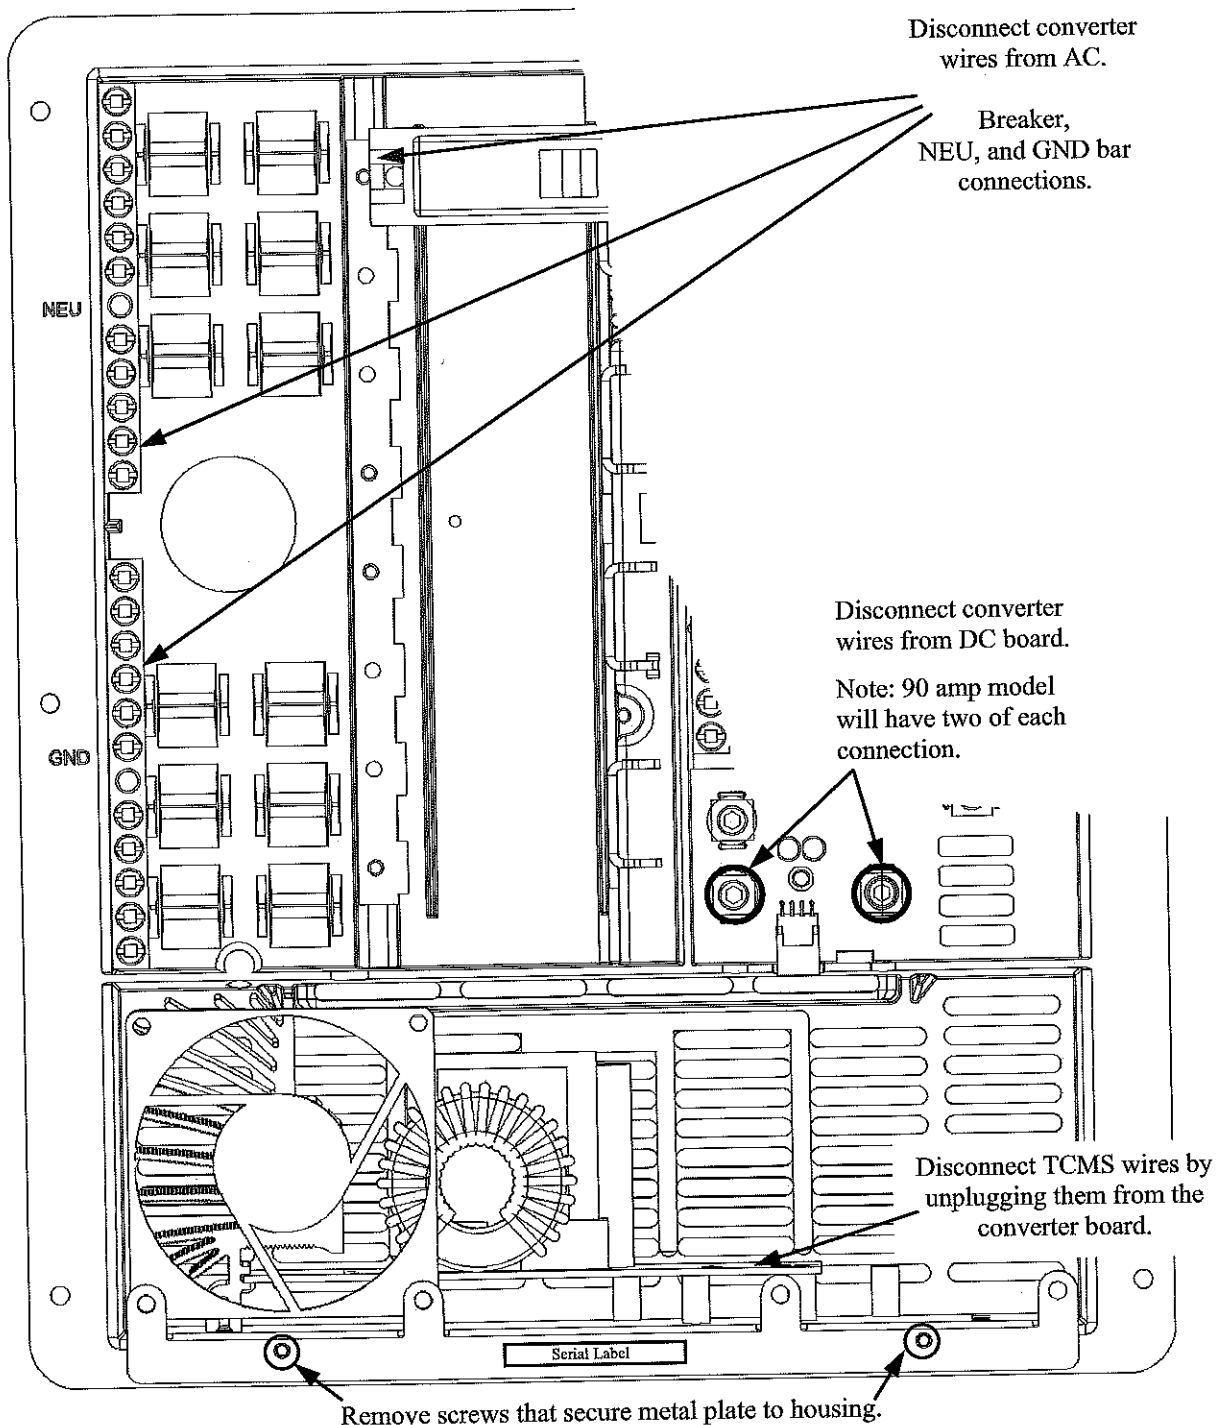 Disconnect converter
wires from AC.
Breaker,
NEU, and GND bar
connections.
NEU
Disconnect converter
wires from DC board.
Note: 90 amp model
will have two of each
connection.
GND
Disconnect TCMS wires by
unplugging them from the
converter board.
Serial Label
Remove screws that secure metal plate to housing.